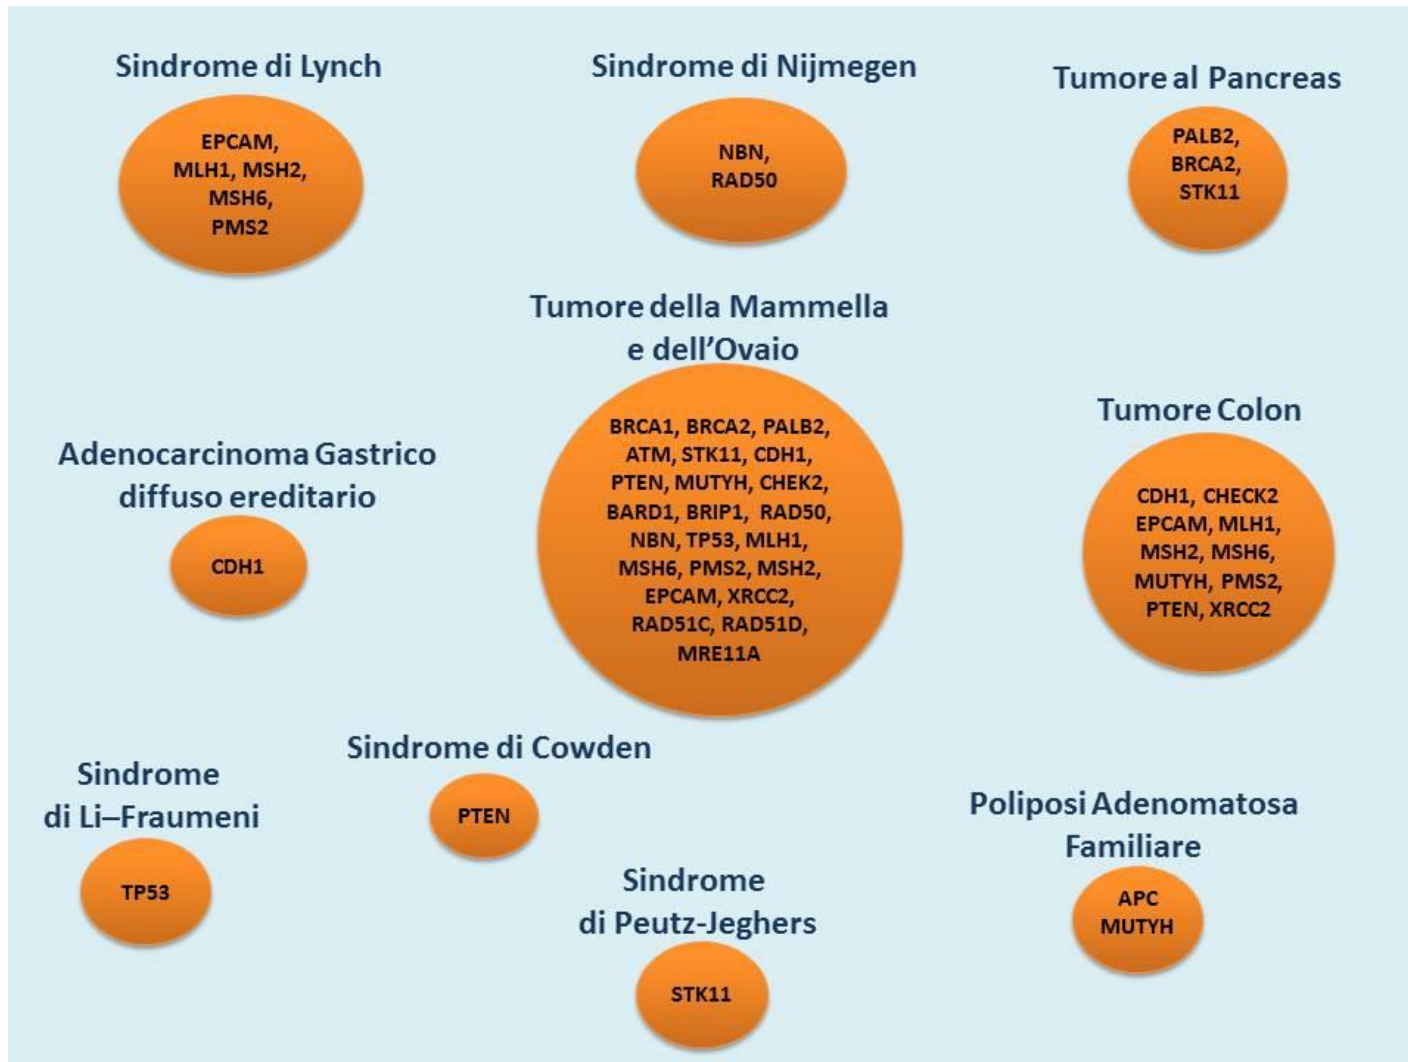 Sindrome di Lynch
EPCAM,
MLH1, MSH2,
MSH6,
PMS2
Sindrome di Nijmegen
NBN,
RAD50
Tumore al Pancreas
PALB2,
BRCA2,
STK11
Tumore della Mammella
e dell’Ovaio
BRCA1, BRCA2, PALB2,
ATM, STK11, CDH1,
PTEN, MUTYH, CHEK2,
BARD1, BRIP1, RAD50,
NBN, TP53, MLH1,
MSH6, PMS2, MSH2,
EPCAM, XRCC2,
RAD51C, RAD51D,
MRE11A
Adenocarcinoma Gastrico
diffuso ereditario
CDH1
Tumore Colon
CDH1, CHECK2
EPCAM, MLH1,
MSH2, MSH6,
MUTYH, PMS2,
PTEN, XRCC2
Sindrome
di Li–Fraumeni
TP53
Sindrome di Cowden
PTEN
Sindrome
di Peutz-Jeghers
STK11
Poliposi Adenomatosa
Familiare
APC
MUTYH